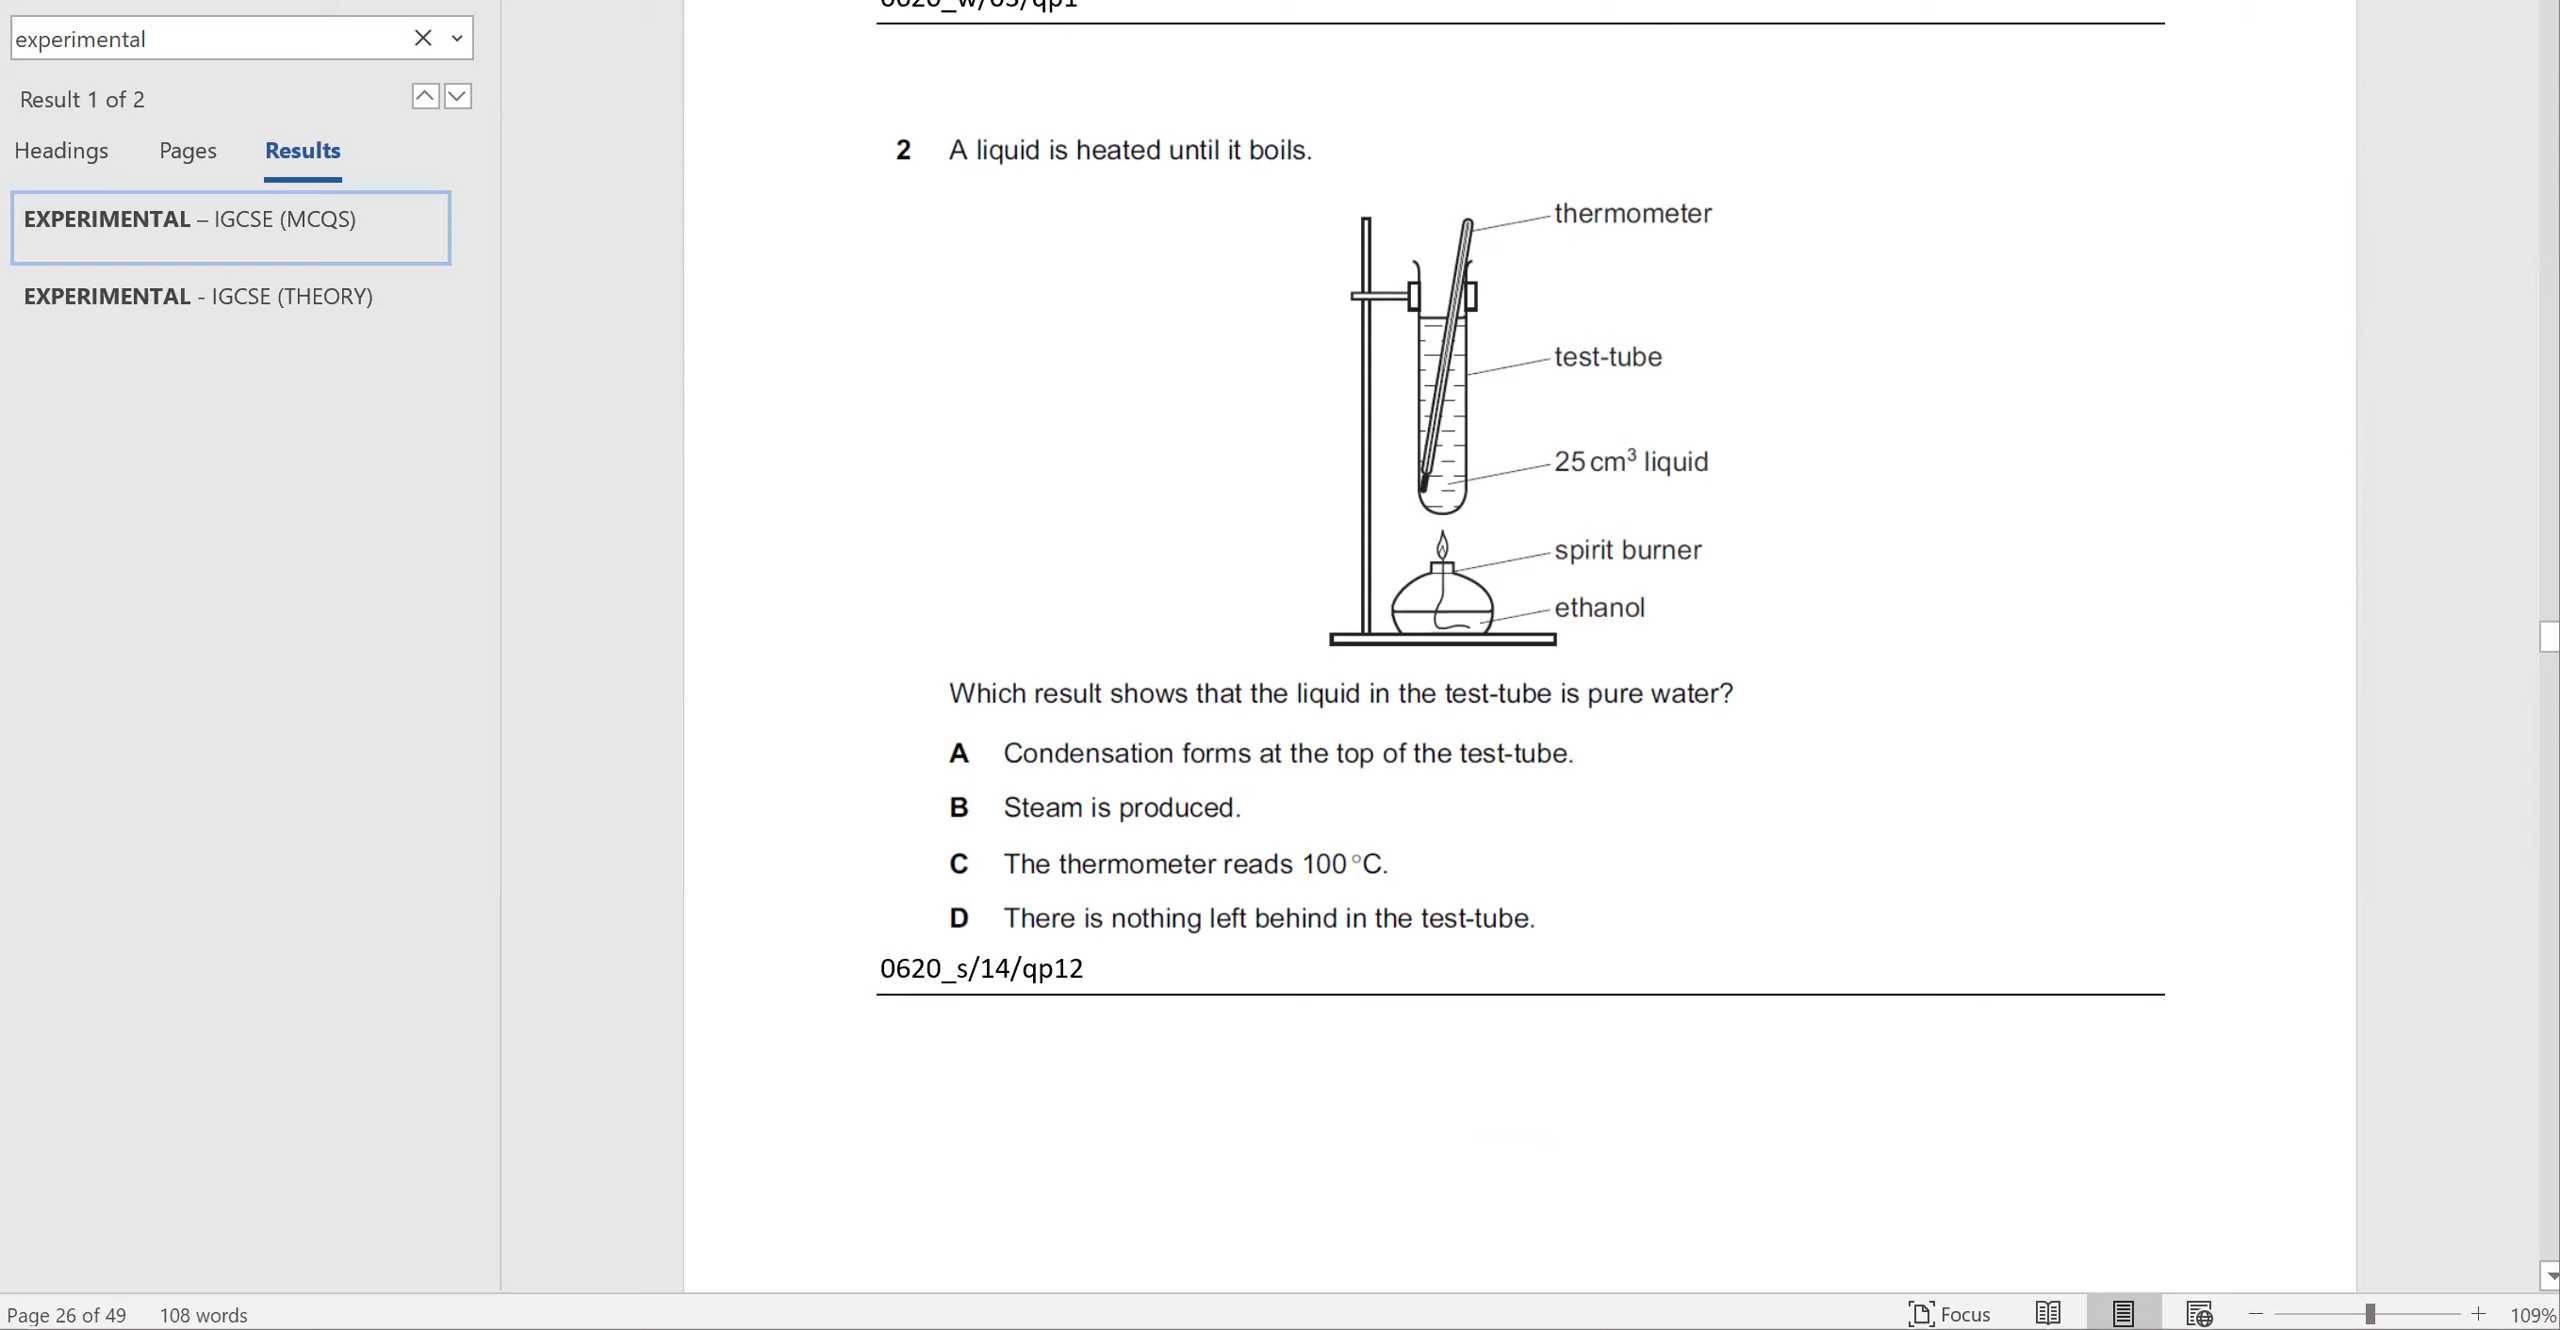 experimental
Result 1 of 2
Headings Pages Results
EXPERIMENTAL – IGCSE (MCQS)
EXPERIMENTAL - IGCSE (THEORY)
2 A liquid is heated until it boils.
thermometer
test-tube
25 cm³ liquid
spirit burner
ethanol
Which result shows that the liquid in the test-tube is pure water?
A Condensation forms at the top of the test-tube.
B Steam is produced.
C The thermometer reads 100 °C.
D There is nothing left behind in the test-tube.
0620_s/14/qp12
Page 26 of 49 108 words
Focus
109%